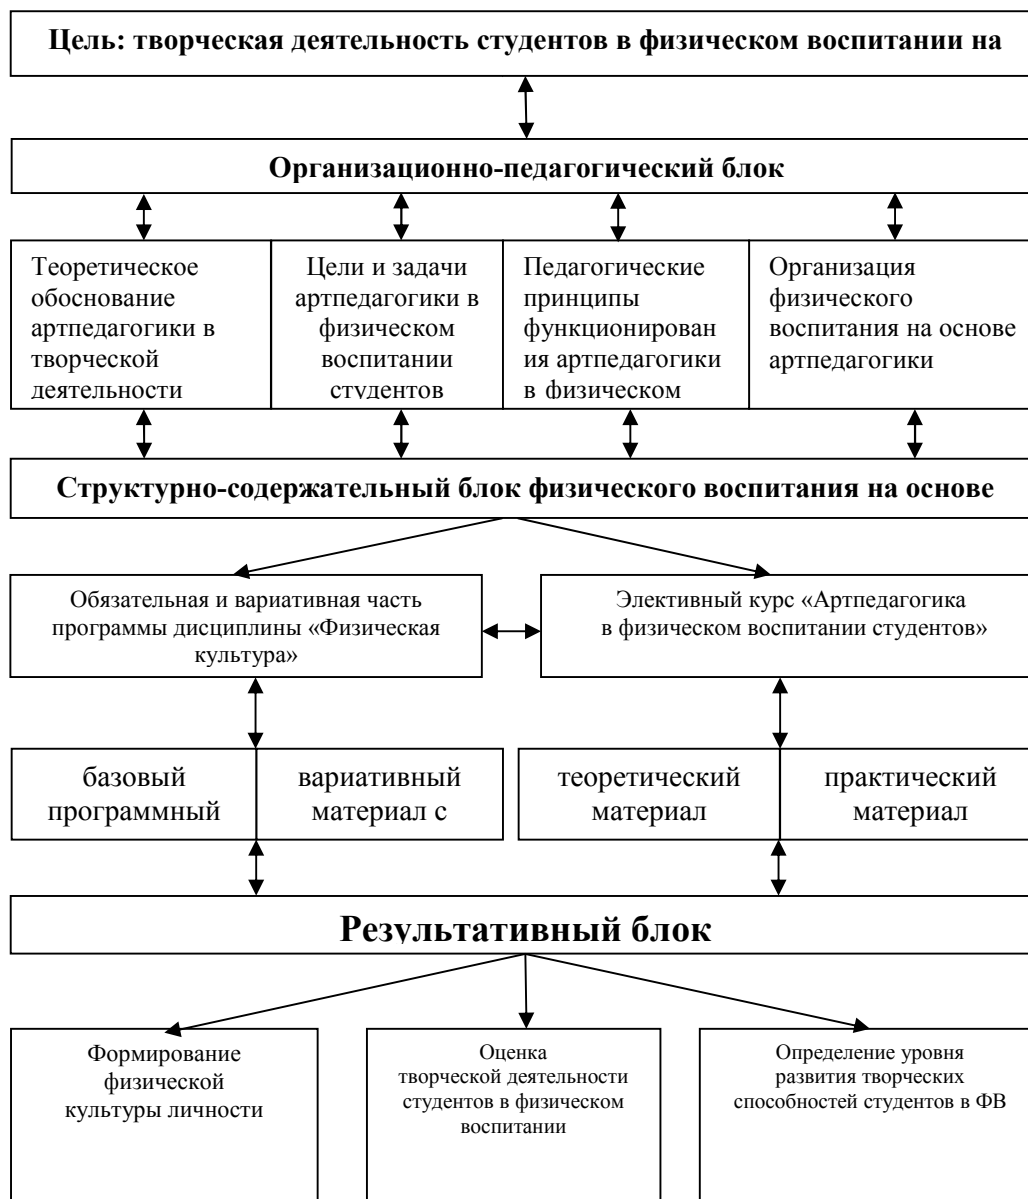 Цель: творческая деятельность студентов в физическом воспитании на
Организационно-педагогический блок
Теоретическое
обоснование
артпедагогики в
творческой
деятельности
Цели и задачи
артпедагогики в
физическом
воспитании
студентов
Педагогические
принципы
функционирован
ия артпедагогики
в физическом
Организация
физического
воспитания на основе
артпедагогики
Структурно-содержательный блок физического воспитания на основе
Обязательная и вариативная часть
программы дисциплины «Физическая
культура»
Элективный курс «Артпедагогика
в физическом воспитании студентов»
базовый
программный
вариативный
материал с
теоретический
материал
практический
материал
Результативный блок
Формирование
физической
культуры личности
Оценка
творческой деятельности
студентов в физическом
воспитании
Определение уровня
развития творческих
способностей студентов в ФВ